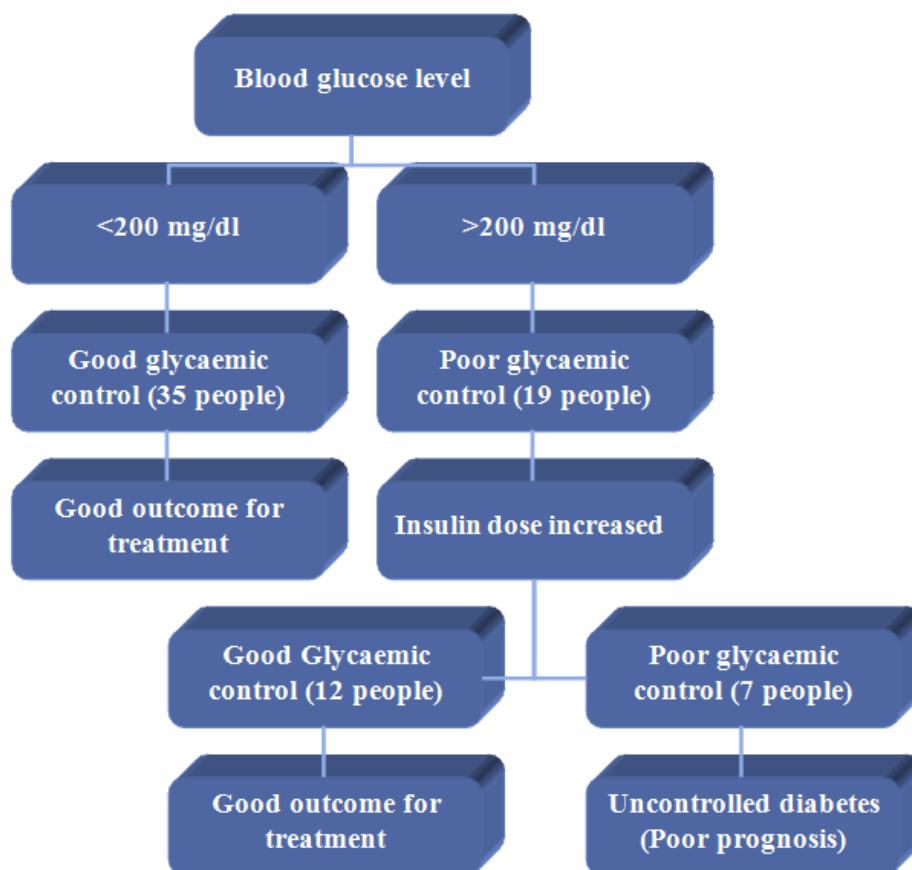 Blood glucose level
<200 mg/dl
>200 mg/dl
Good glycaemic
control (35 people)
Poor glycaemic
control (19 people)
Good outcome for
treatment
Insulin dose increased
Good Glycaemic
control (12 people)
Poor glycaemic
control (7 people)
Good outcome for
treatment
Uncontrolled diabetes
(Poor prognosis)